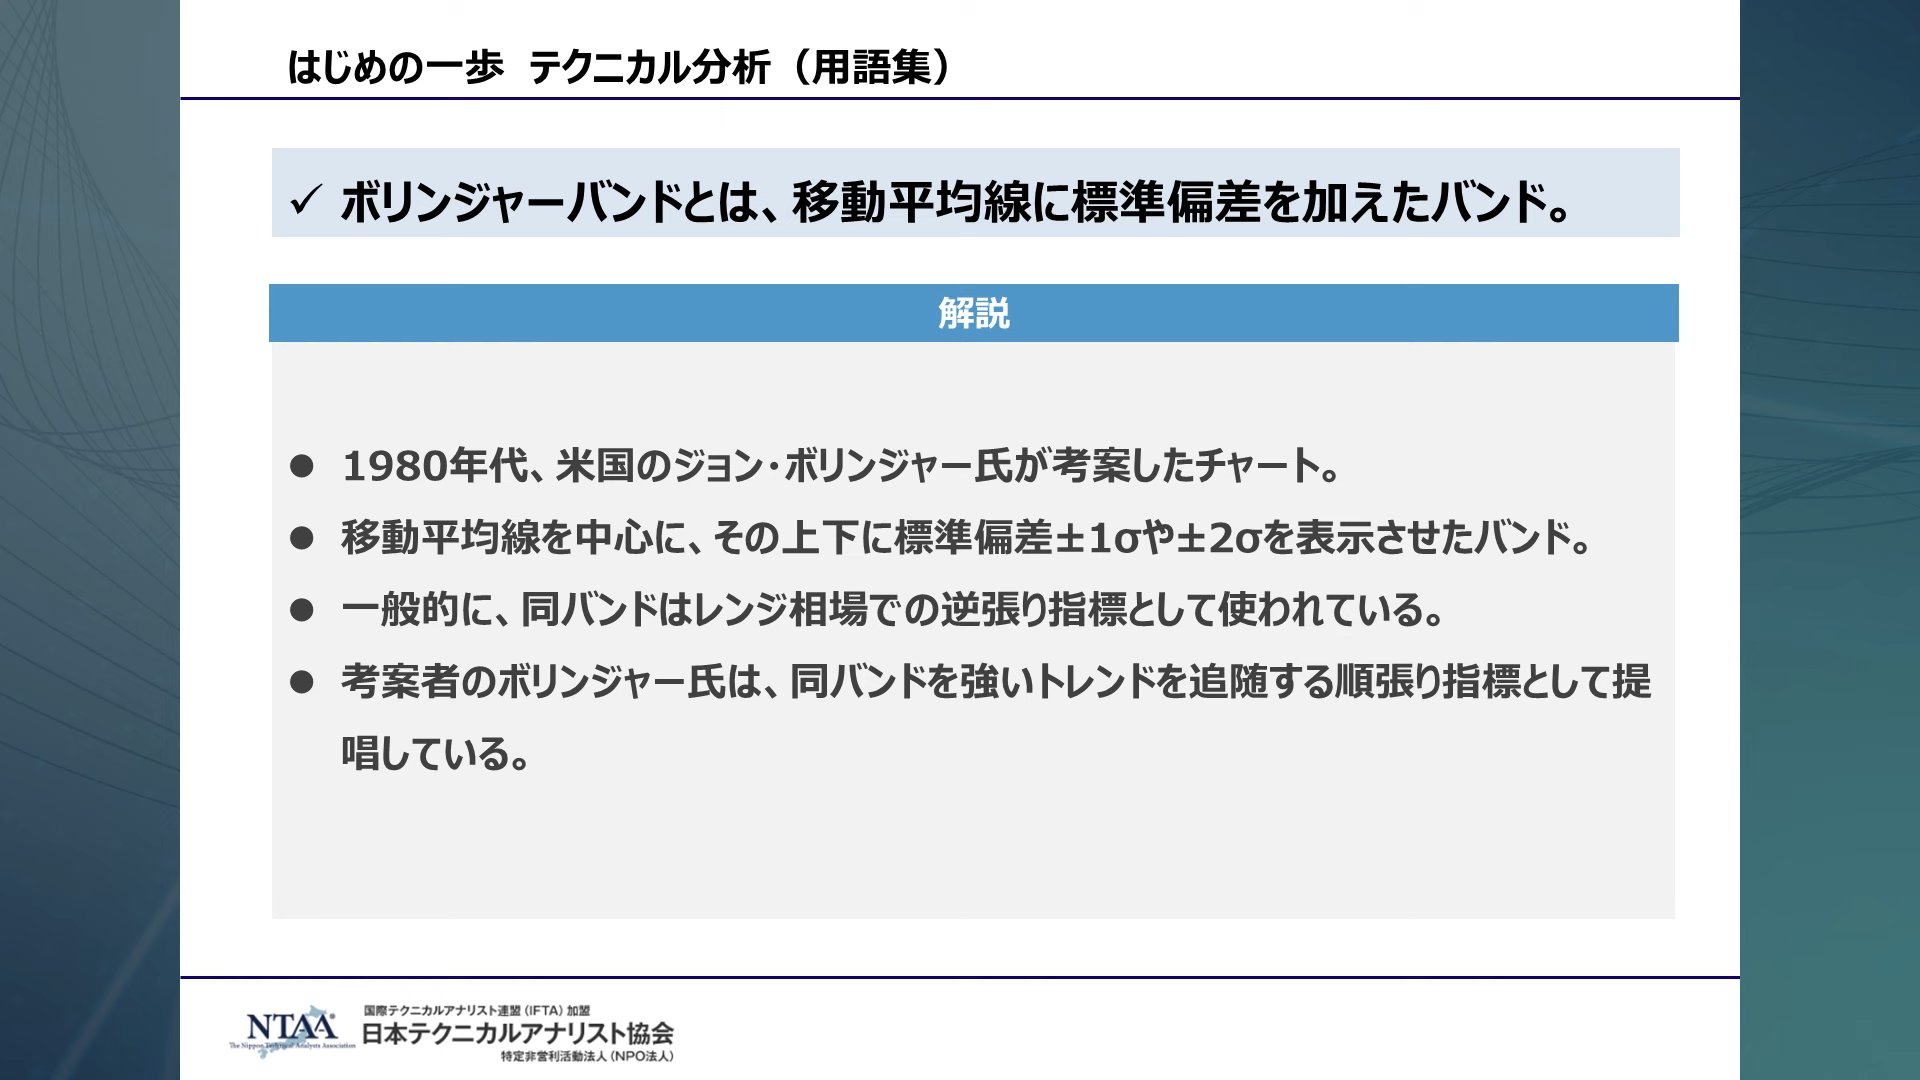 はじめの一歩 テクニカル分析（用語集）
✓ ボリンジャーバンドとは、移動平均線に標準偏差を加えたバンド。
解説
● 1980年代、米国のジョン・ボリンジャー氏が考案したチャート。
● 移動平均線を中心に、その上下に標準偏差±1σや±2σを表示させたバンド。
● 一般的に、同バンドはレンジ相場での逆張り指標として使われている。
● 考案者のボリンジャー氏は、同バンドを強いトレンドを追随する順張り指標として提
唱している。
NTAA®
The Nippon Technical Analysts Association
国際テクニカルアナリスト連盟（IFTA）加盟
日本テクニカルアナリスト協会
特定非営利活動法人（NPO法人）